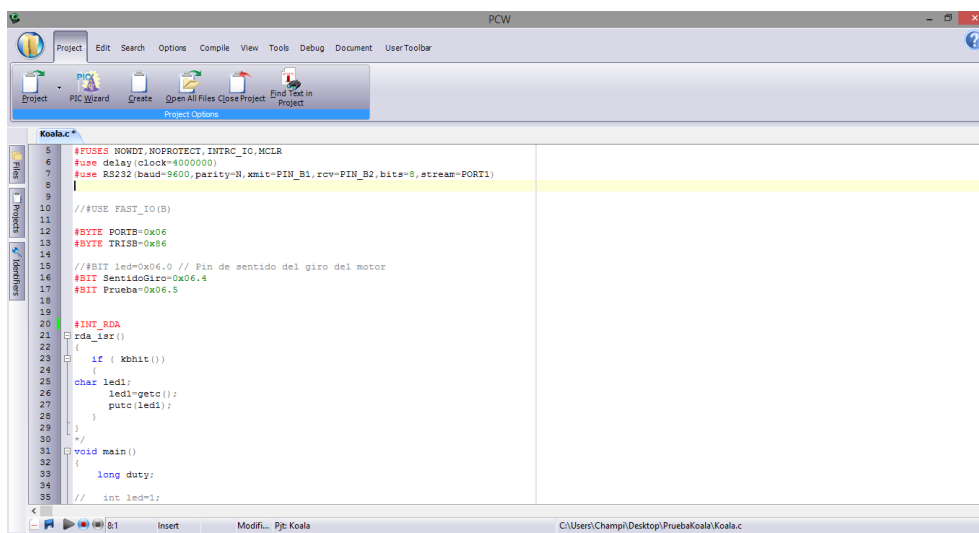 PCW
Project Edit Search Options Compile View Tools Debug Document User Toolbar
Project PIC Wizard Create Open All Files Close Project Find Text in Project
Project Options
Koala.c *
Files
Projects
Identifiers
5 #FUSES NOWDT,NOPROTECT,INTRC_IO,MCLR
6 #use delay(clock=4000000)
7 #use RS232(baud=9600,parity=N,xmit=PIN_B1,rcv=PIN_B2,bits=8,stream=PORT1)
8
9
10 //#USE FAST_IO(B)
11
12 #BYTE PORTB=0x06
13 #BYTE TRISB=0x86
14
15 //#BIT led=0x06.0 // Pin de sentido del giro del motor
16 #BIT SentidoGiro=0x06.4
17 #BIT Prueba=0x06.5
18
19
20 #INT_RDA
21 rda_isr()
22 {
23 if ( kbhit())
24 {
25 char led1;
26 led1=getc();
27 putc(led1);
28 }
29 }
30 */
31 void main()
32 {
33 long duty;
34
35 // int led=1;
8:1 Insert Modifi... Pjt: Koala C:\Users\Champi\Desktop\PruebaKoala\Koala.c